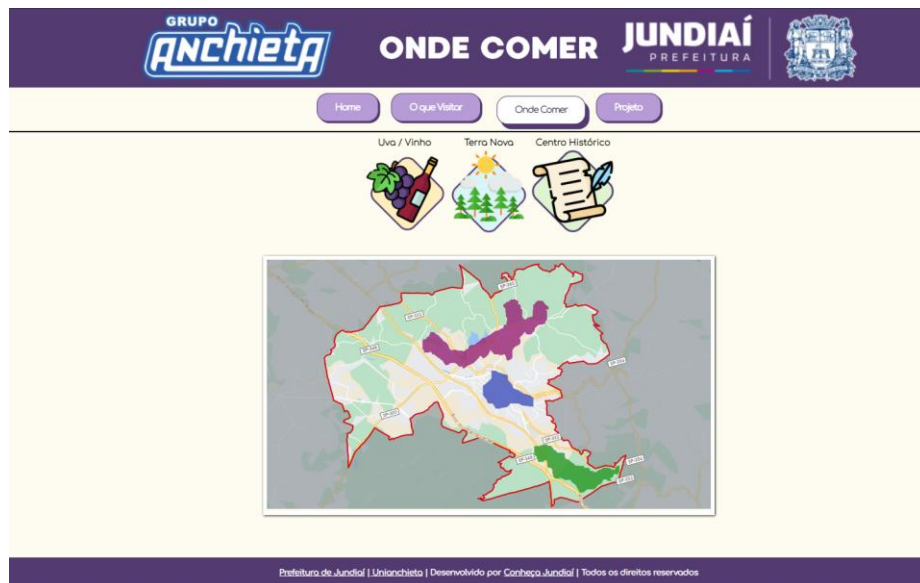 GRUPO
Anchieta
ONDE COMER
JUNDIAÍ
PREFEITURA
Home
O que Visitar
Onde Comer
Projeto
Uva / Vinho
Terra Nova
Centro Histórico
Prefeitura de Jundiaí | Unianchieta | Desenvolvido por Conheça Jundiaí | Todos os direitos reservados